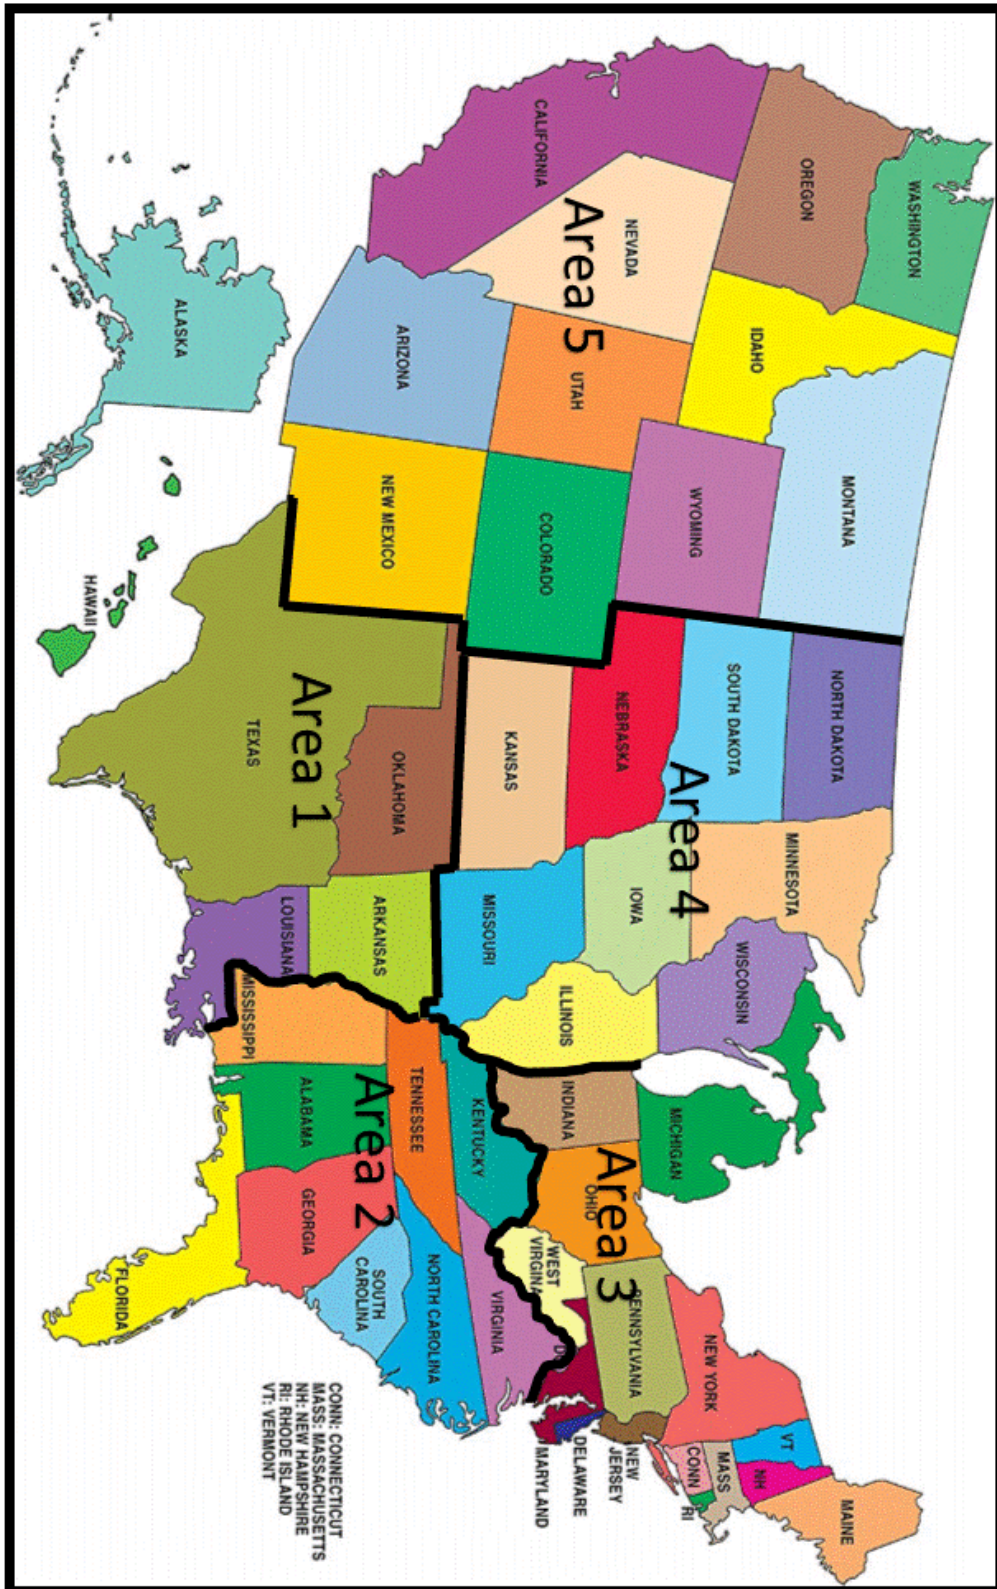 WASHINGTON
OREGON
CALIFORNIA
NEVADA
IDAHO
MONTANA
WYOMING
UTAH
ARIZONA
COLORADO
NEW MEXICO
Area 5
ALASKA
HAWAII
NORTH DAKOTA
SOUTH DAKOTA
NEBRASKA
KANSAS
MINNESOTA
IOWA
MISSOURI
WISCONSIN
ILLINOIS
Area 4
TEXAS
OKLAHOMA
ARKANSAS
LOUISIANA
Area 1
MISSISSIPPI
ALABAMA
TENNESSEE
KENTUCKY
GEORGIA
FLORIDA
SOUTH
CAROLINA
NORTH CAROLINA
VIRGINIA
Area 2
MICHIGAN
INDIANA
OHIO
WEST
VIRGINIA
PENNSYLVANIA
NEW YORK
Area 3
VT
NH
MAINE
MASS
CONN
RI
NEW
JERSEY
DELAWARE
MARYLAND
CONN: CONNECTICUT
MASS: MASSACHUSETTS
NH: NEW HAMPSHIRE
RI: RHODE ISLAND
VT: VERMONT